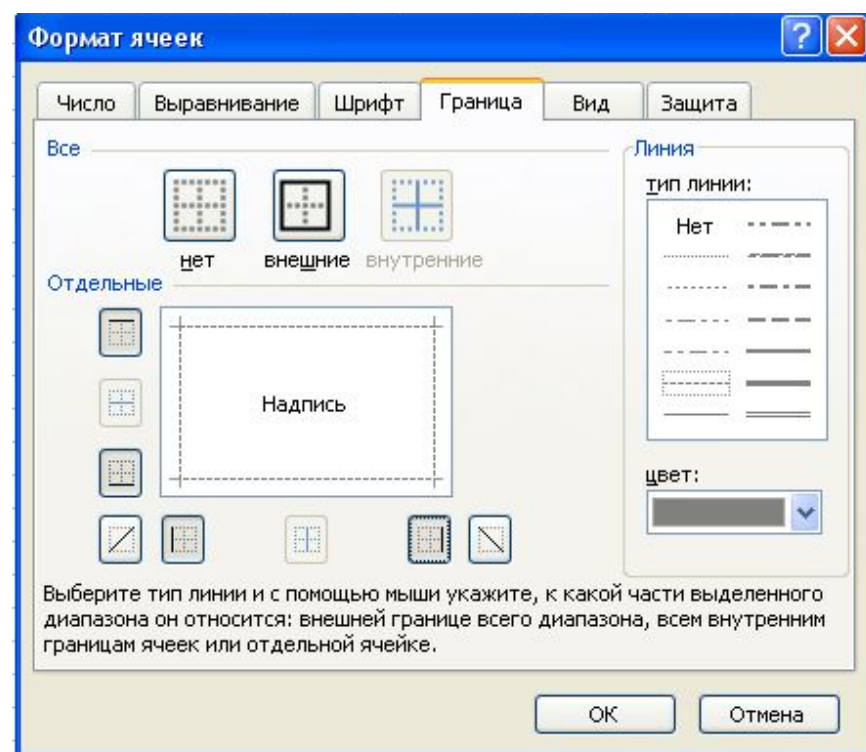 Формат ячеек
Число Выравнивание Шрифт Граница Вид Защита
Все
нет внешние внутренние
Отдельные
Надпись
Линия
тип линии:
Нет
цвет:
Выберите тип линии и с помощью мыши укажите, к какой части выделенного
диапазона он относится: внешней границе всего диапазона, всем внутренним
границам ячеек или отдельной ячейке.
ОК Отмена